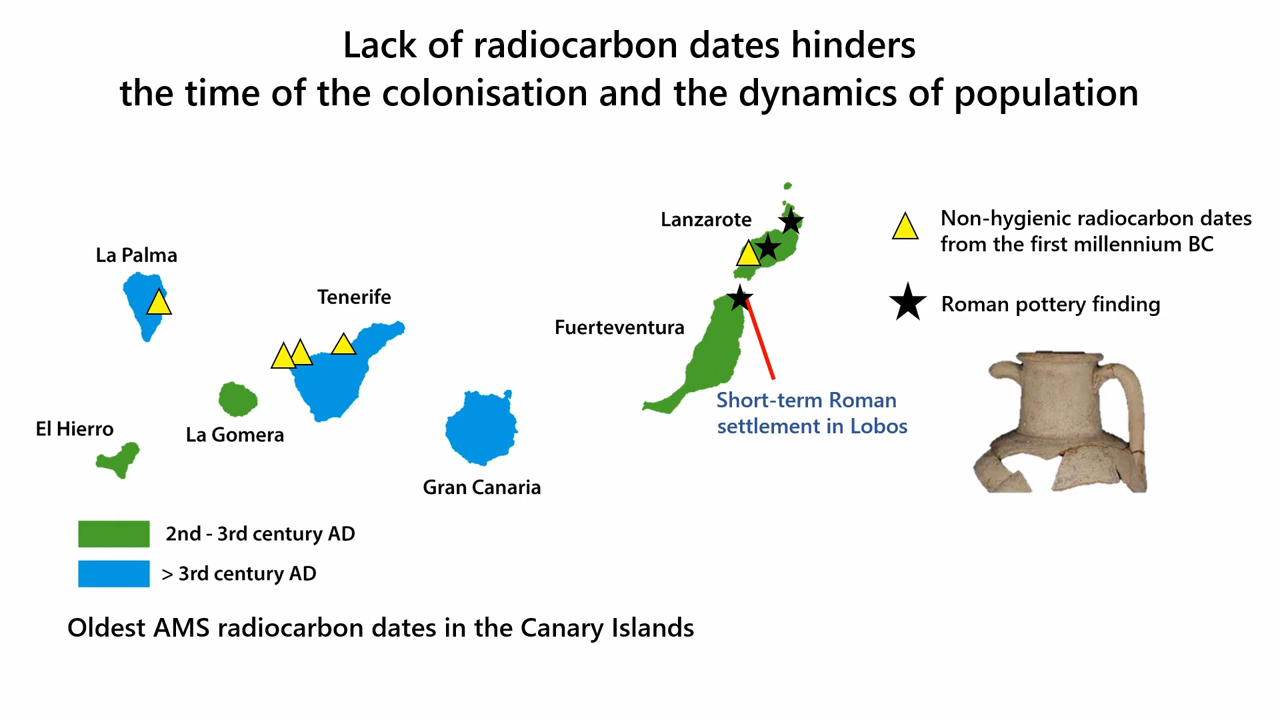 Lack of radiocarbon dates hinders
the time of the colonisation and the dynamics of population
Lanzarote
Non-hygienic radiocarbon dates
from the first millennium BC
La Palma
Tenerife
Roman pottery finding
Fuerteventura
Short-term Roman
settlement in Lobos
El Hierro
La Gomera
Gran Canaria
2nd - 3rd century AD
> 3rd century AD
Oldest AMS radiocarbon dates in the Canary Islands